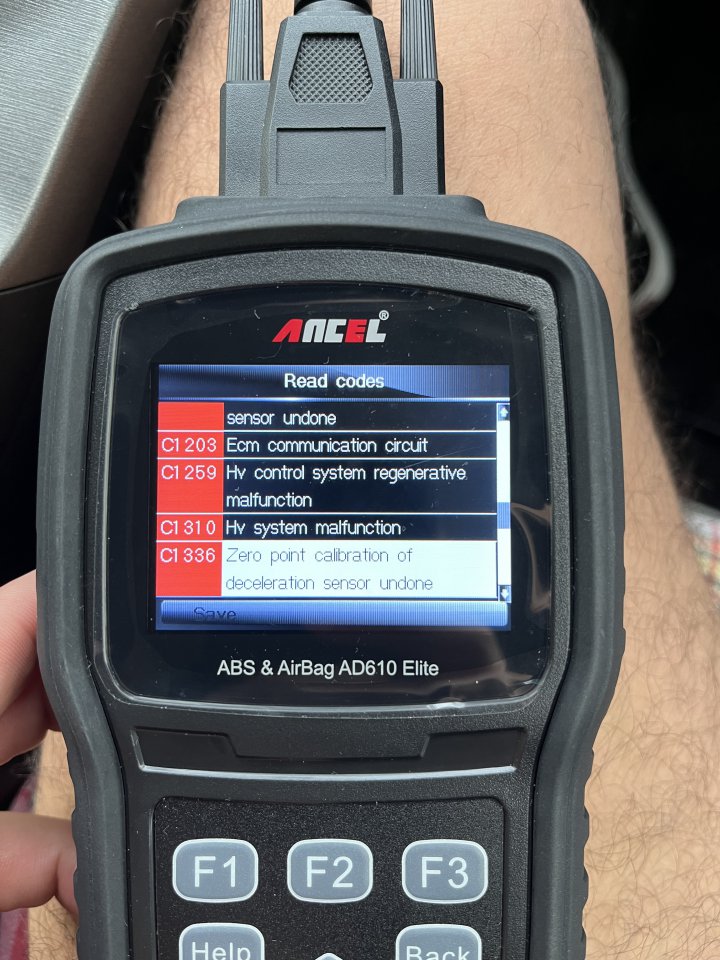 ANCEL®
Read codes
sensor undone
C1203 Ecm communication circuit
C1259 Hv control system regenerative
malfunction
C1310 Hv system malfunction
C1336 Zero point calibration of
deceleration sensor undone
Save
ABS & AirBag AD610 Elite
F1 F2 F3
Help Back